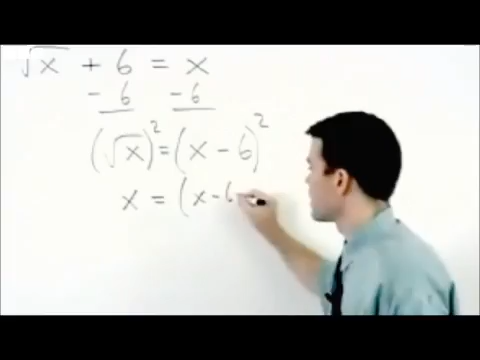 √x + 6 = x
- 6 - 6
(√x)² = (x - 6)²
x = (x - 6